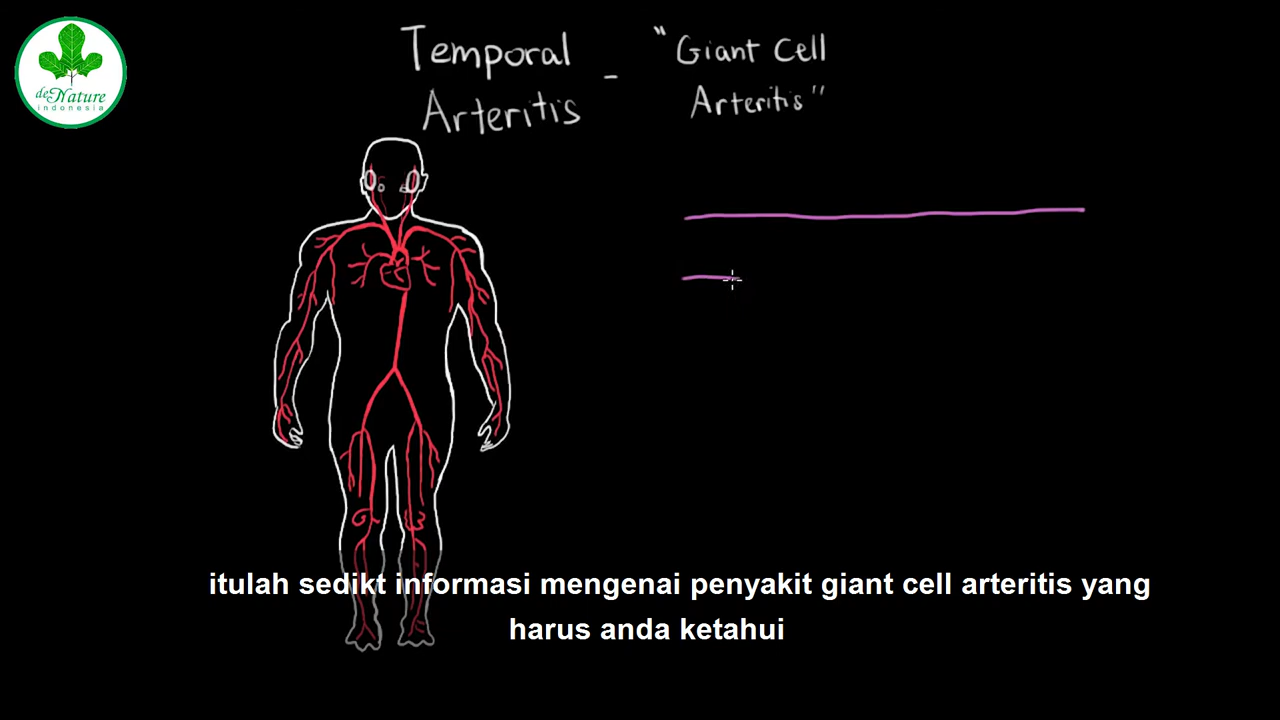 deNature
indonesia
Temporal
Arteritis
-
"Giant Cell
Arteritis"
itulah sedikt informasi mengenai penyakit giant cell arteritis yang
harus anda ketahui